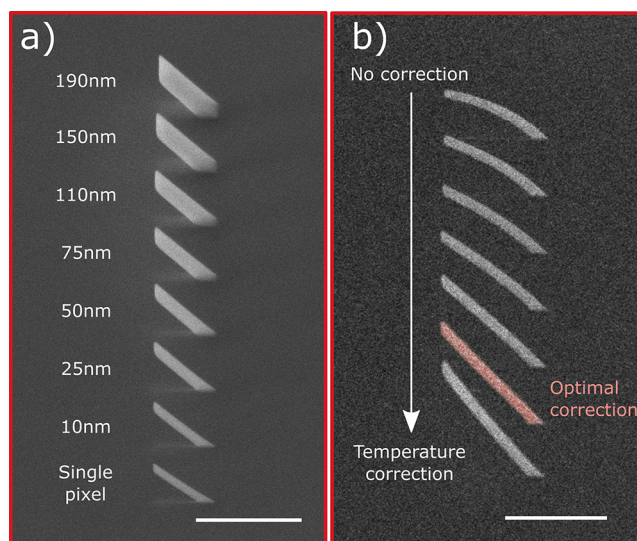 a)
190nm
150nm
110nm
75nm
50nm
25nm
10nm
Single
pixel
b)
No correction
Optimal
correction
Temperature
correction